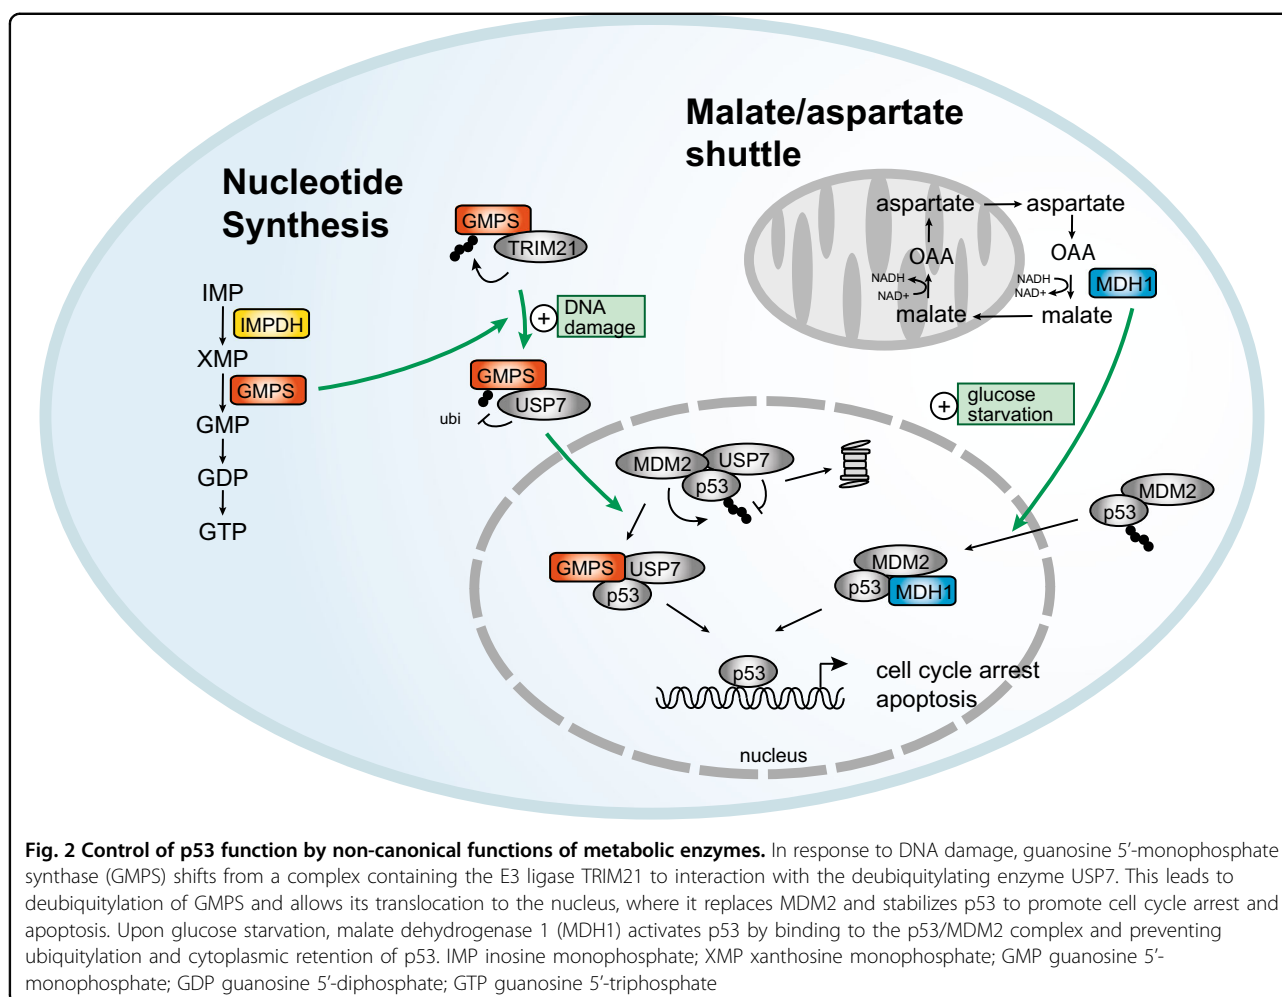 Malate/aspartate
shuttle
Nucleotide
Synthesis
GMPS
TRIM21
aspartate
aspartate
OAA
OAA
NADH
NAD+
NADH
NAD+
MDH1
malate
malate
IMP
IMPDH
XMP
GMPS
GMP
GDP
GTP
+
DNA
damage
GMPS
USP7
ubi
+
glucose
starvation
MDM2
USP7
p53
MDM2
p53
GMPS
USP7
p53
MDM2
p53
MDH1
p53
cell cycle arrest
apoptosis
nucleus
Fig. 2 Control of p53 function by non-canonical functions of metabolic enzymes. In response to DNA damage, guanosine 5′-monophosphate
synthase (GMPS) shifts from a complex containing the E3 ligase TRIM21 to interaction with the deubiquitylating enzyme USP7. This leads to
deubiquitylation of GMPS and allows its translocation to the nucleus, where it replaces MDM2 and stabilizes p53 to promote cell cycle arrest and
apoptosis. Upon glucose starvation, malate dehydrogenase 1 (MDH1) activates p53 by binding to the p53/MDM2 complex and preventing
ubiquitylation and cytoplasmic retention of p53. IMP inosine monophosphate; XMP xanthosine monophosphate; GMP guanosine 5′-
monophosphate; GDP guanosine 5′-diphosphate; GTP guanosine 5′-triphosphate